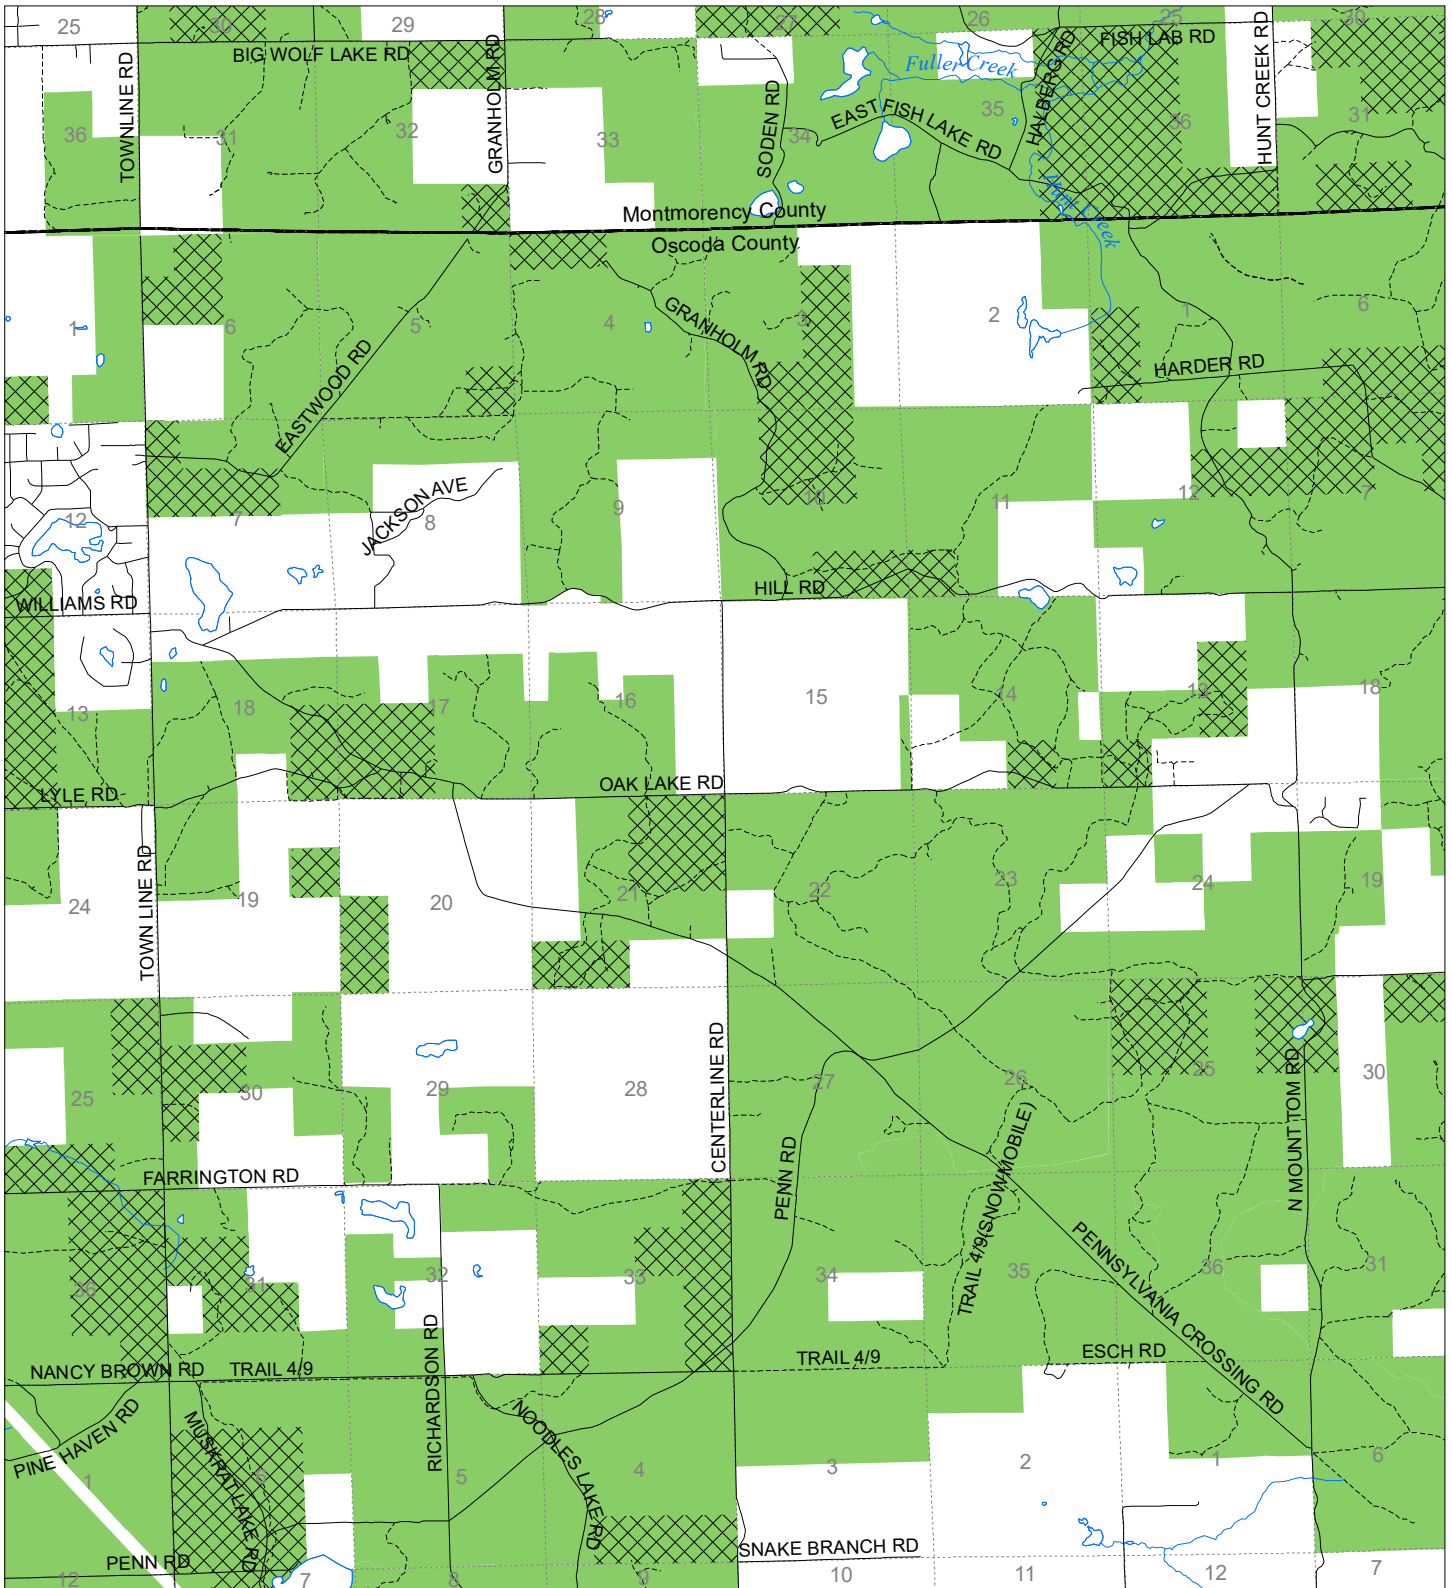 25
30
29
28
27
26
25
30
BIG WOLF LAKE RD
FISH LAB RD
TOWNLINE RD
GRANHOLM RD
SODEN RD
Fuller Creek
HALBERG RD
HUNT CREEK RD
EAST FISH LAKE RD
36
31
32
33
34
35
36
31
Hunt Creek
Montmorency County
Oscoda County
1
6
5
4
3
2
1
6
GRANHOLM RD
EASTWOOD RD
HARDER RD
JACKSON AVE
12
7
8
9
10
11
12
7
WILLIAMS RD
HILL RD
13
18
17
16
15
14
13
18
LYLE RD
OAK LAKE RD
TOWN LINE RD
24
19
20
21
22
23
24
19
CENTERLINE RD
25
30
29
28
27
26
25
30
N MOUNT TOM RD
FARRINGTON RD
PENN RD
TRAIL 4/9(SNOWMOBILE)
PENNSYLVANIA CROSSING RD
36
31
32
33
34
35
36
31
NANCY BROWN RD
TRAIL 4/9
RICHARDSON RD
TRAIL 4/9
ESCH RD
PINE HAVEN RD
MUSKRAT LAKE RD
NOODLES LAKE RD
1
6
5
4
3
2
1
6
PENN RD
SNAKE BRANCH RD
12
7
8
9
10
11
12
7